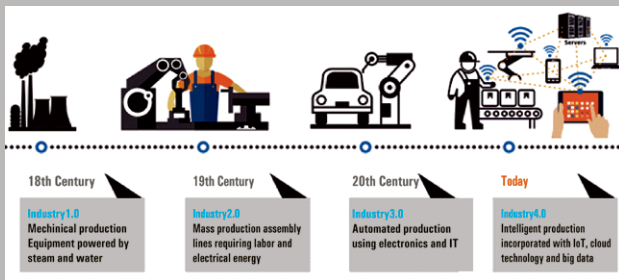 Servers
18th Century
Industry1.0
Mechinical production
Equipment powered by
steam and water
19th Century
Industry2.0
Mass production assembly
lines requiring labor and
electrical energy
20th Century
Industry3.0
Automated production
using electronics and IT
Today
Industry4.0
Intelligent production
incorporated with IoT, cloud
technology and big data